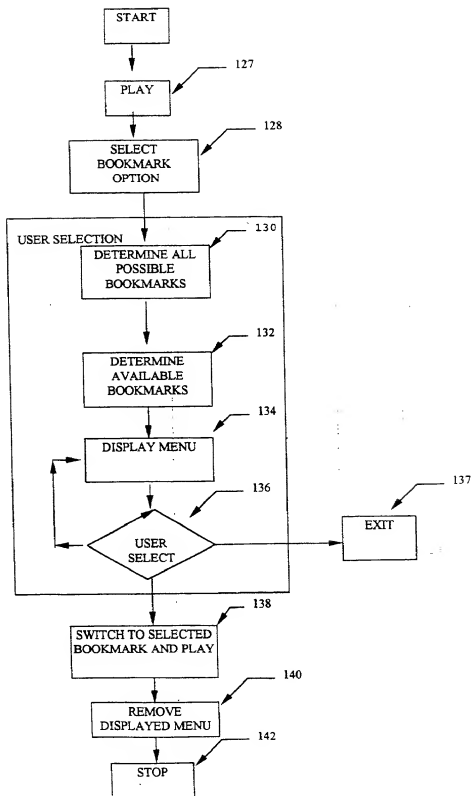 START
127
PLAY
128
SELECT
BOOKMARK
OPTION
USER SELECTION
130
DETERMINE ALL
POSSIBLE
BOOKMARKS
132
DETERMINE
AVAILABLE
BOOKMARKS
134
DISPLAY MENU
136
USER
SELECT
137
EXIT
138
SWITCH TO SELECTED
BOOKMARK AND PLAY
140
REMOVE
DISPLAYED MENU
142
STOP